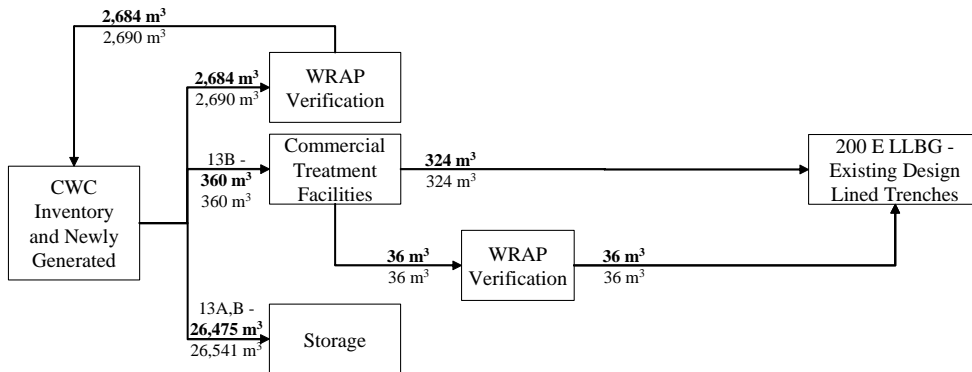 2,684 m³
2,690 m³
2,684 m³
2,690 m³
WRAP
Verification
13B -
360 m³
360 m³
Commercial
Treatment
Facilities
324 m³
324 m³
200 E LLBG -
Existing Design
Lined Trenches
CWC
Inventory
and Newly
Generated
36 m³
36 m³
WRAP
Verification
36 m³
36 m³
13A,B -
26,475 m³
26,541 m³
Storage